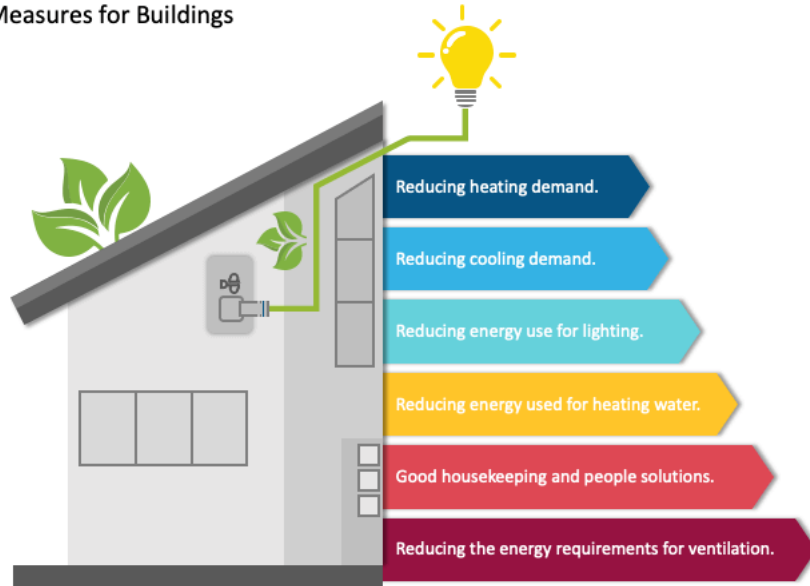 Measures for Buildings
Reducing heating demand.
Reducing cooling demand.
Reducing energy use for lighting.
Reducing energy used for heating water.
Good housekeeping and people solutions.
Reducing the energy requirements for ventilation.